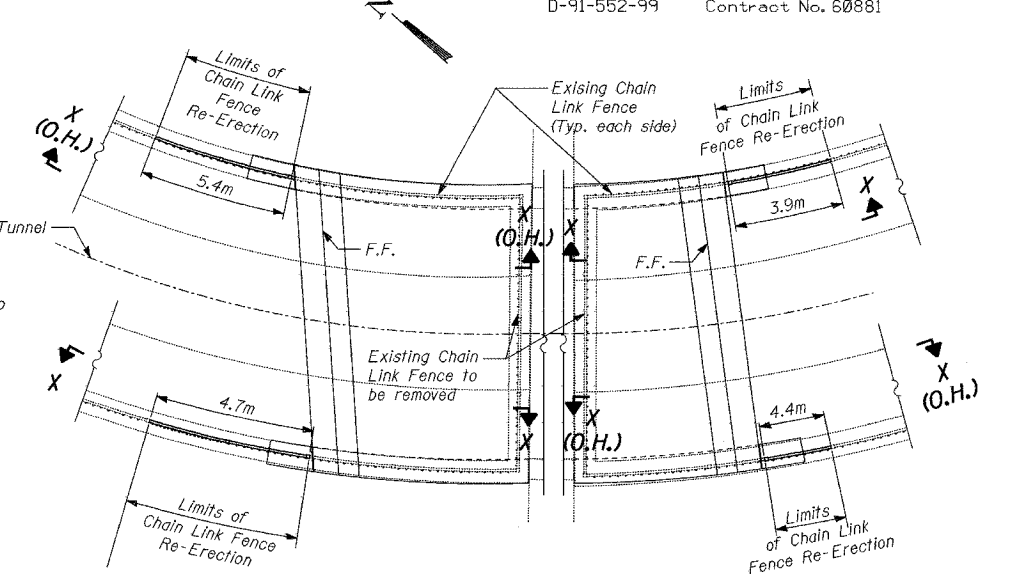 D-91-552-99 Contract No. 60881
Limits of
Chain Link
Fence
Re-Erection
Exising Chain
Link Fence
(Typ. each side)
Limits
of Chain Link
Fence Re-Erection
X
(O.H.)
5.4m
3.9m
X
Tunnel
F.F.
X
(O.H.)
X
F.F.
Existing Chain
Link Fence to
be removed
X
4.7m
X
X
(O.H.)
4.4m
X
(O.H.)
Limits of
Chain Link Fence
Re-Erection
Limits
of Chain Link
Fence Re-Erection